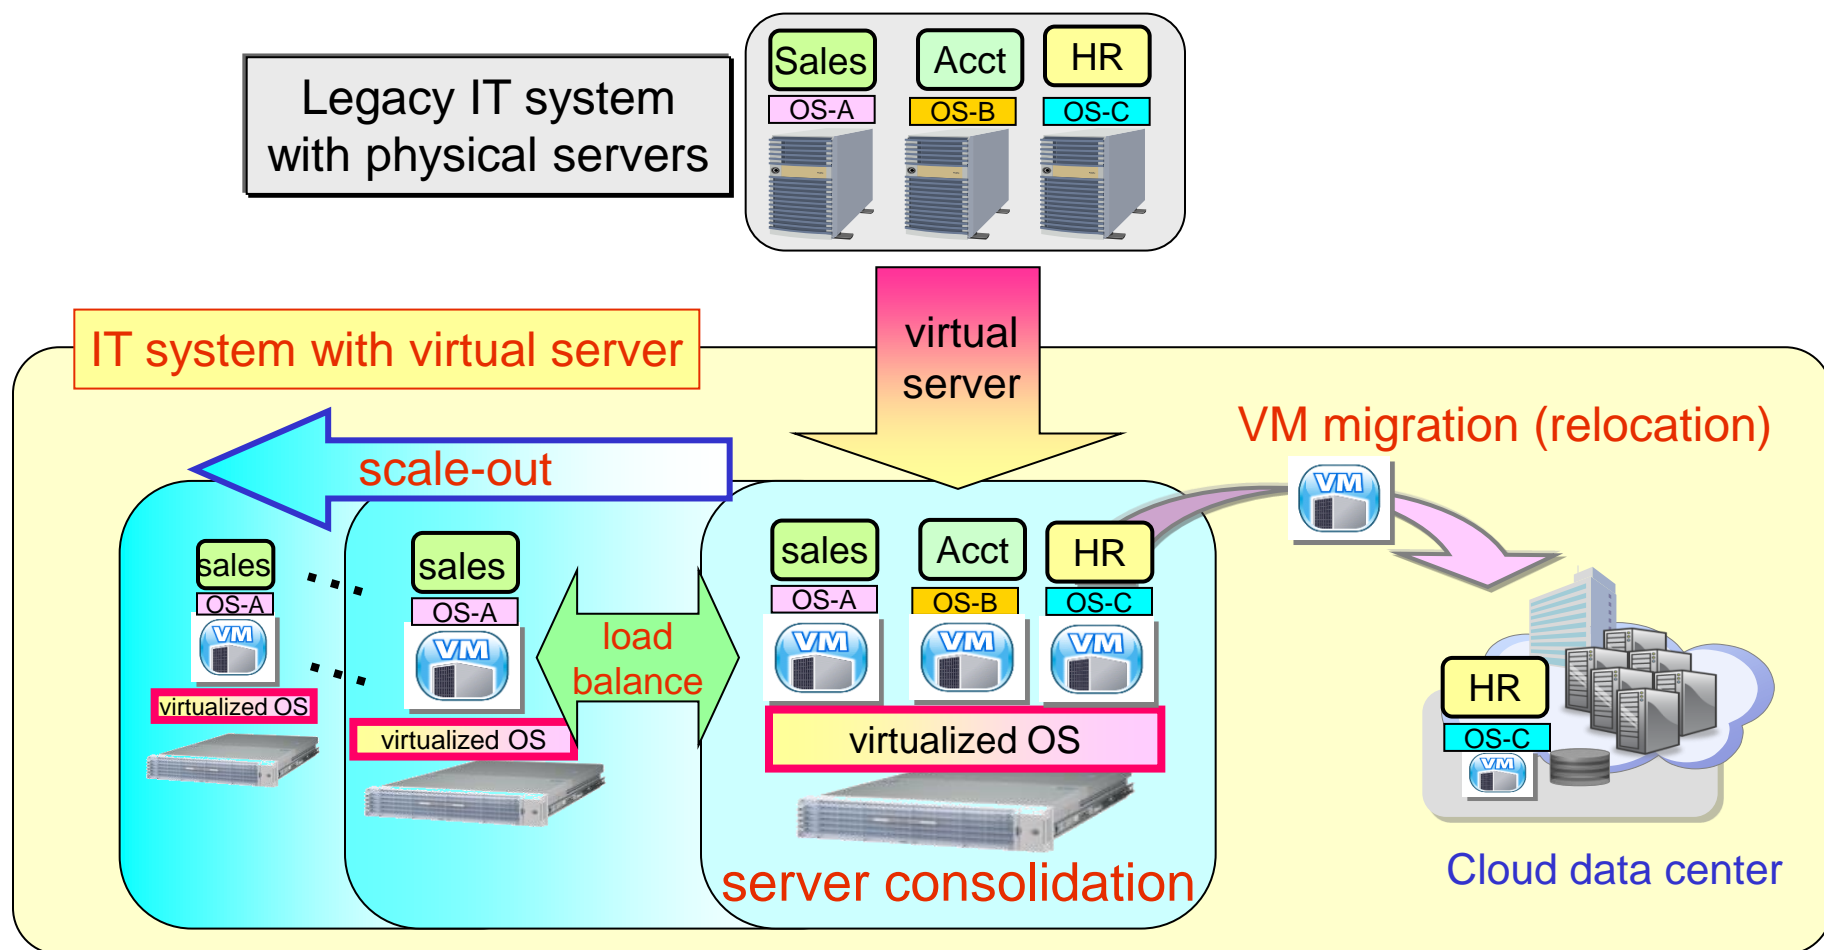 Legacy IT system
with physical servers
Sales
Acct
HR
OS-A
OS-B
OS-C
virtual
server
IT system with virtual server
VM migration (relocation)
VM
scale-out
sales
OS-A
VM
virtualized OS
sales
OS-A
VM
virtualized OS
load
balance
sales
Acct
HR
OS-A
OS-B
OS-C
VM
VM
VM
virtualized OS
server consolidation
HR
OS-C
VM
Cloud data center